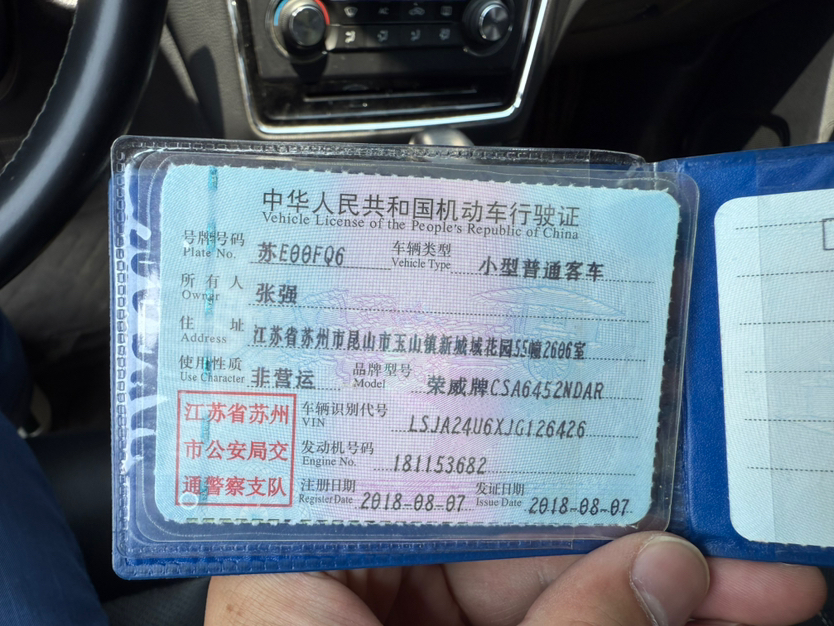 中华人民共和国机动车行驶证
Vehicle License of the People's Republic of China
号牌号码 苏E00FQ6 车辆类型 小型普通客车
Plate No. Vehicle Type
所有人 张强
Owner
住址 江苏省苏州市昆山市玉山镇新城域花园55幢2606室
Address
使用性质 非营运 品牌型号 荣威牌CSA6452NDAR
Use Character Model
江苏省苏州
市公安局交
通警察支队
车辆识别代号 LSJA24U6XJG126426
VIN
发动机号码 181153682
Engine No.
注册日期 2018-08-07 发证日期 2018-08-07
Register Date Issue Date